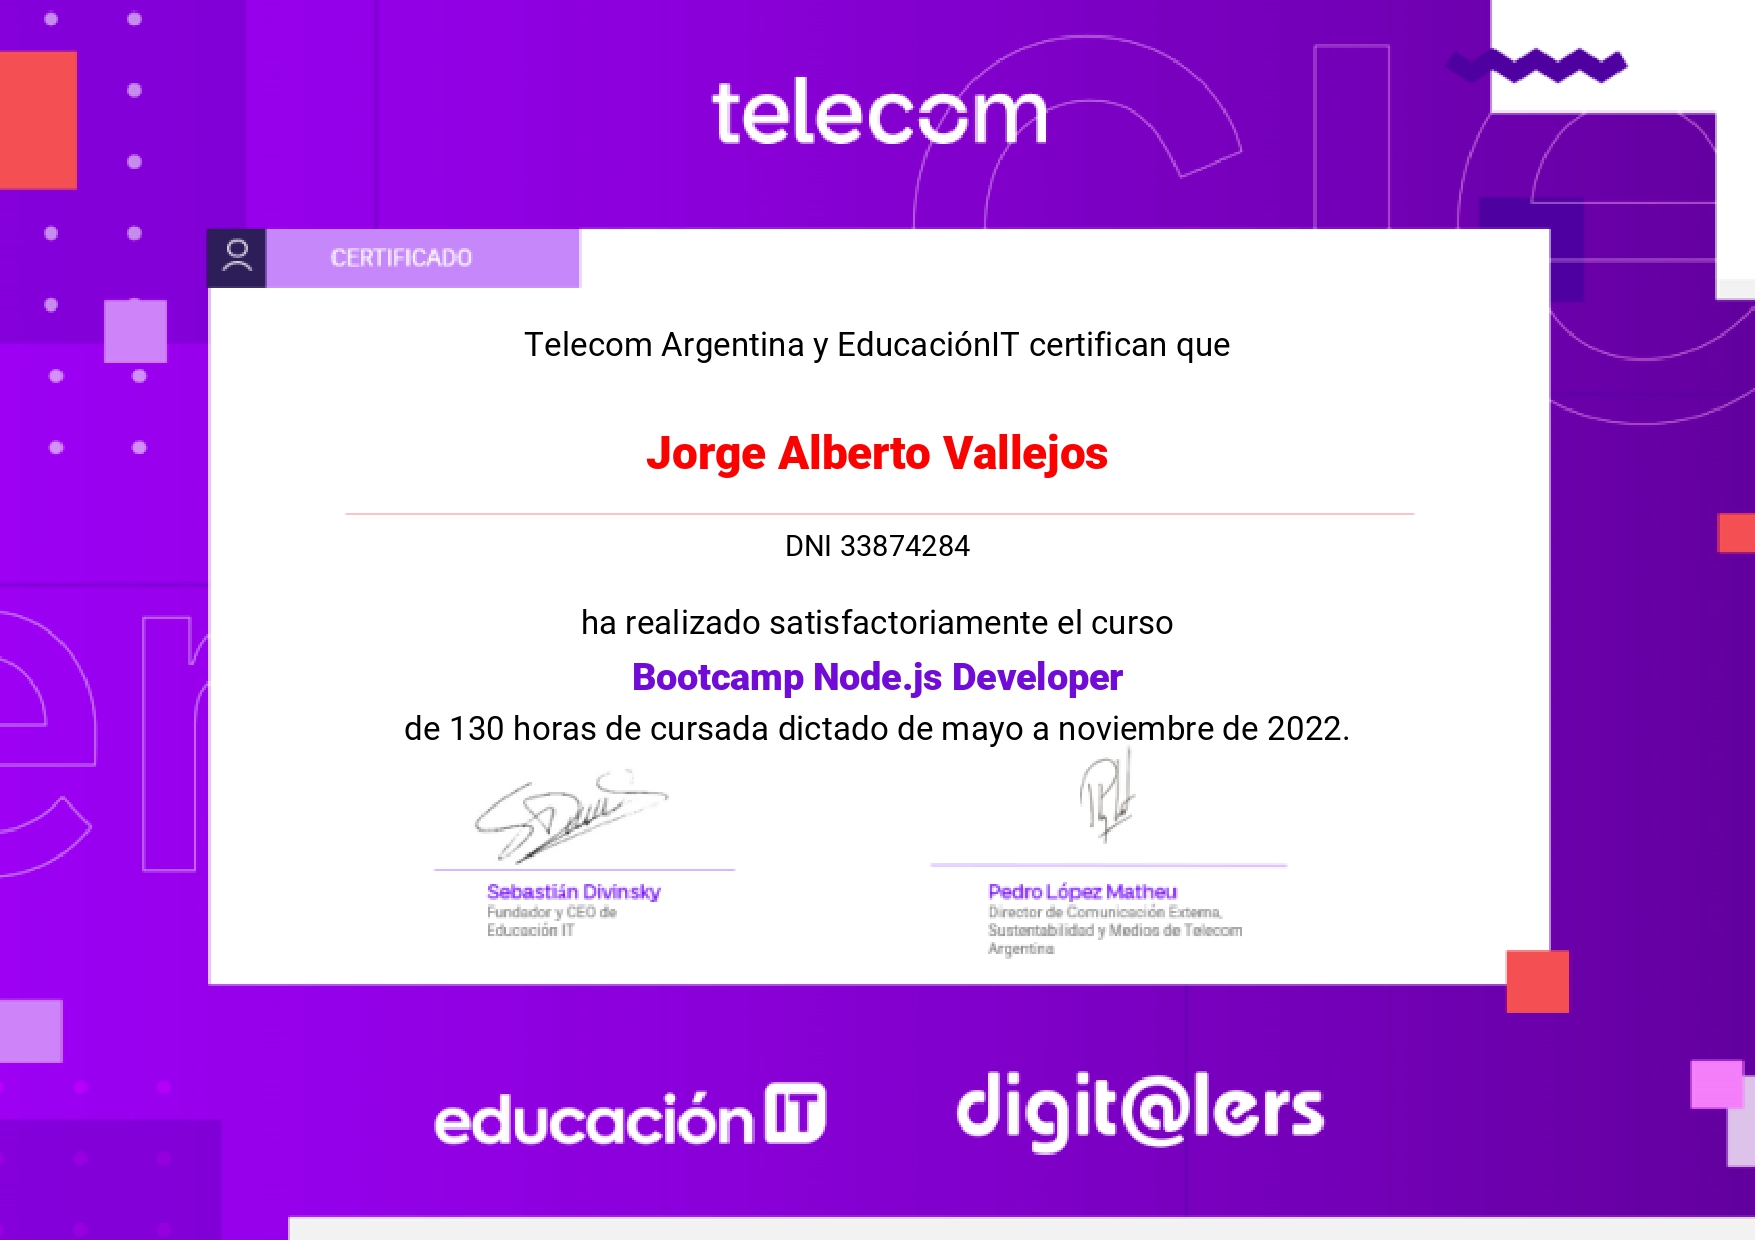 telecom
CERTIFICADO
Telecom Argentina y EducaciónIT certifican que
Jorge Alberto Vallejos
DNI 33874284
ha realizado satisfactoriamente el curso
Bootcamp Node.js Developer
de 130 horas de cursada dictado de mayo a noviembre de 2022.
Sebastián Divinsky
Fundador y CEO de
Educación IT
Pedro López Matheu
Director de Comunicación Externa,
Sustentabilidad y Medios de Telecom
Argentina
educación IT
digit@lers